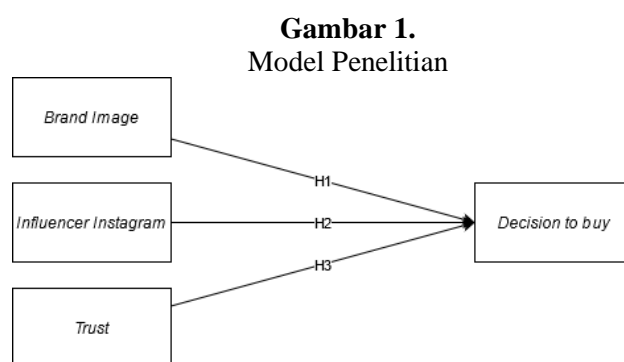 Gambar 1.
Model Penelitian
Brand Image
H1
Influencer Instagram
H2
Decision to buy
H3
Trust